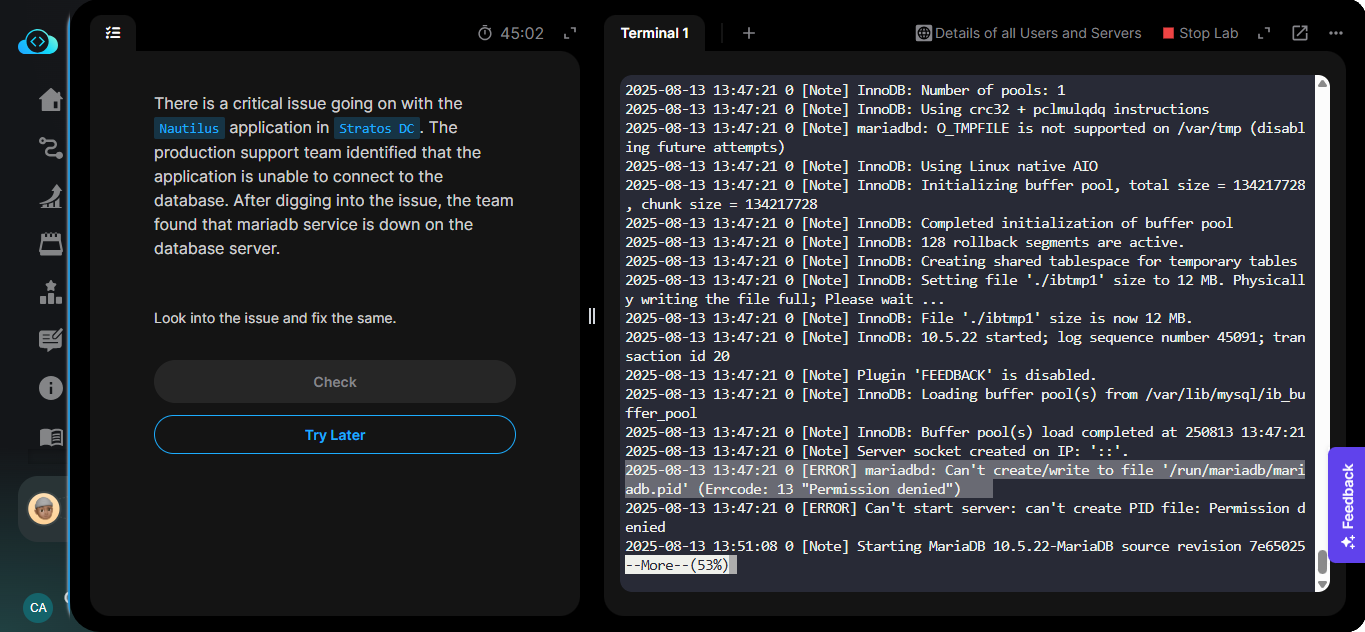 45:02
There is a critical issue going on with the
Nautilus application in Stratos DC. The
production support team identified that the
application is unable to connect to the
database. After digging into the issue, the team
found that mariadb service is down on the
database server.
Look into the issue and fix the same.
Check
Try Later
CA
Terminal 1
+
Details of all Users and Servers
Stop Lab
2025-08-13 13:47:21 0 [Note] InnoDB: Number of pools: 1
2025-08-13 13:47:21 0 [Note] InnoDB: Using crc32 + pclmulqdq instructions
2025-08-13 13:47:21 0 [Note] mariadbd: O_TMPFILE is not supported on /var/tmp (disabl
ing future attempts)
2025-08-13 13:47:21 0 [Note] InnoDB: Using Linux native AIO
2025-08-13 13:47:21 0 [Note] InnoDB: Initializing buffer pool, total size = 134217728
, chunk size = 134217728
2025-08-13 13:47:21 0 [Note] InnoDB: Completed initialization of buffer pool
2025-08-13 13:47:21 0 [Note] InnoDB: 128 rollback segments are active.
2025-08-13 13:47:21 0 [Note] InnoDB: Creating shared tablespace for temporary tables
2025-08-13 13:47:21 0 [Note] InnoDB: Setting file './ibtmp1' size to 12 MB. Physicall
y writing the file full; Please wait ...
2025-08-13 13:47:21 0 [Note] InnoDB: File './ibtmp1' size is now 12 MB.
2025-08-13 13:47:21 0 [Note] InnoDB: 10.5.22 started; log sequence number 45091; tran
saction id 20
2025-08-13 13:47:21 0 [Note] Plugin 'FEEDBACK' is disabled.
2025-08-13 13:47:21 0 [Note] InnoDB: Loading buffer pool(s) from /var/lib/mysql/ib_bu
ffer_pool
2025-08-13 13:47:21 0 [Note] InnoDB: Buffer pool(s) load completed at 250813 13:47:21
2025-08-13 13:47:21 0 [Note] Server socket created on IP: '::'.
2025-08-13 13:47:21 0 [ERROR] mariadbd: Can't create/write to file '/run/mariadb/mari
adb.pid' (Errcode: 13 "Permission denied")
2025-08-13 13:47:21 0 [ERROR] Can't start server: can't create PID file: Permission d
enied
2025-08-13 13:51:08 0 [Note] Starting MariaDB 10.5.22-MariaDB source revision 7e65025
--More--(53%)
Feedback